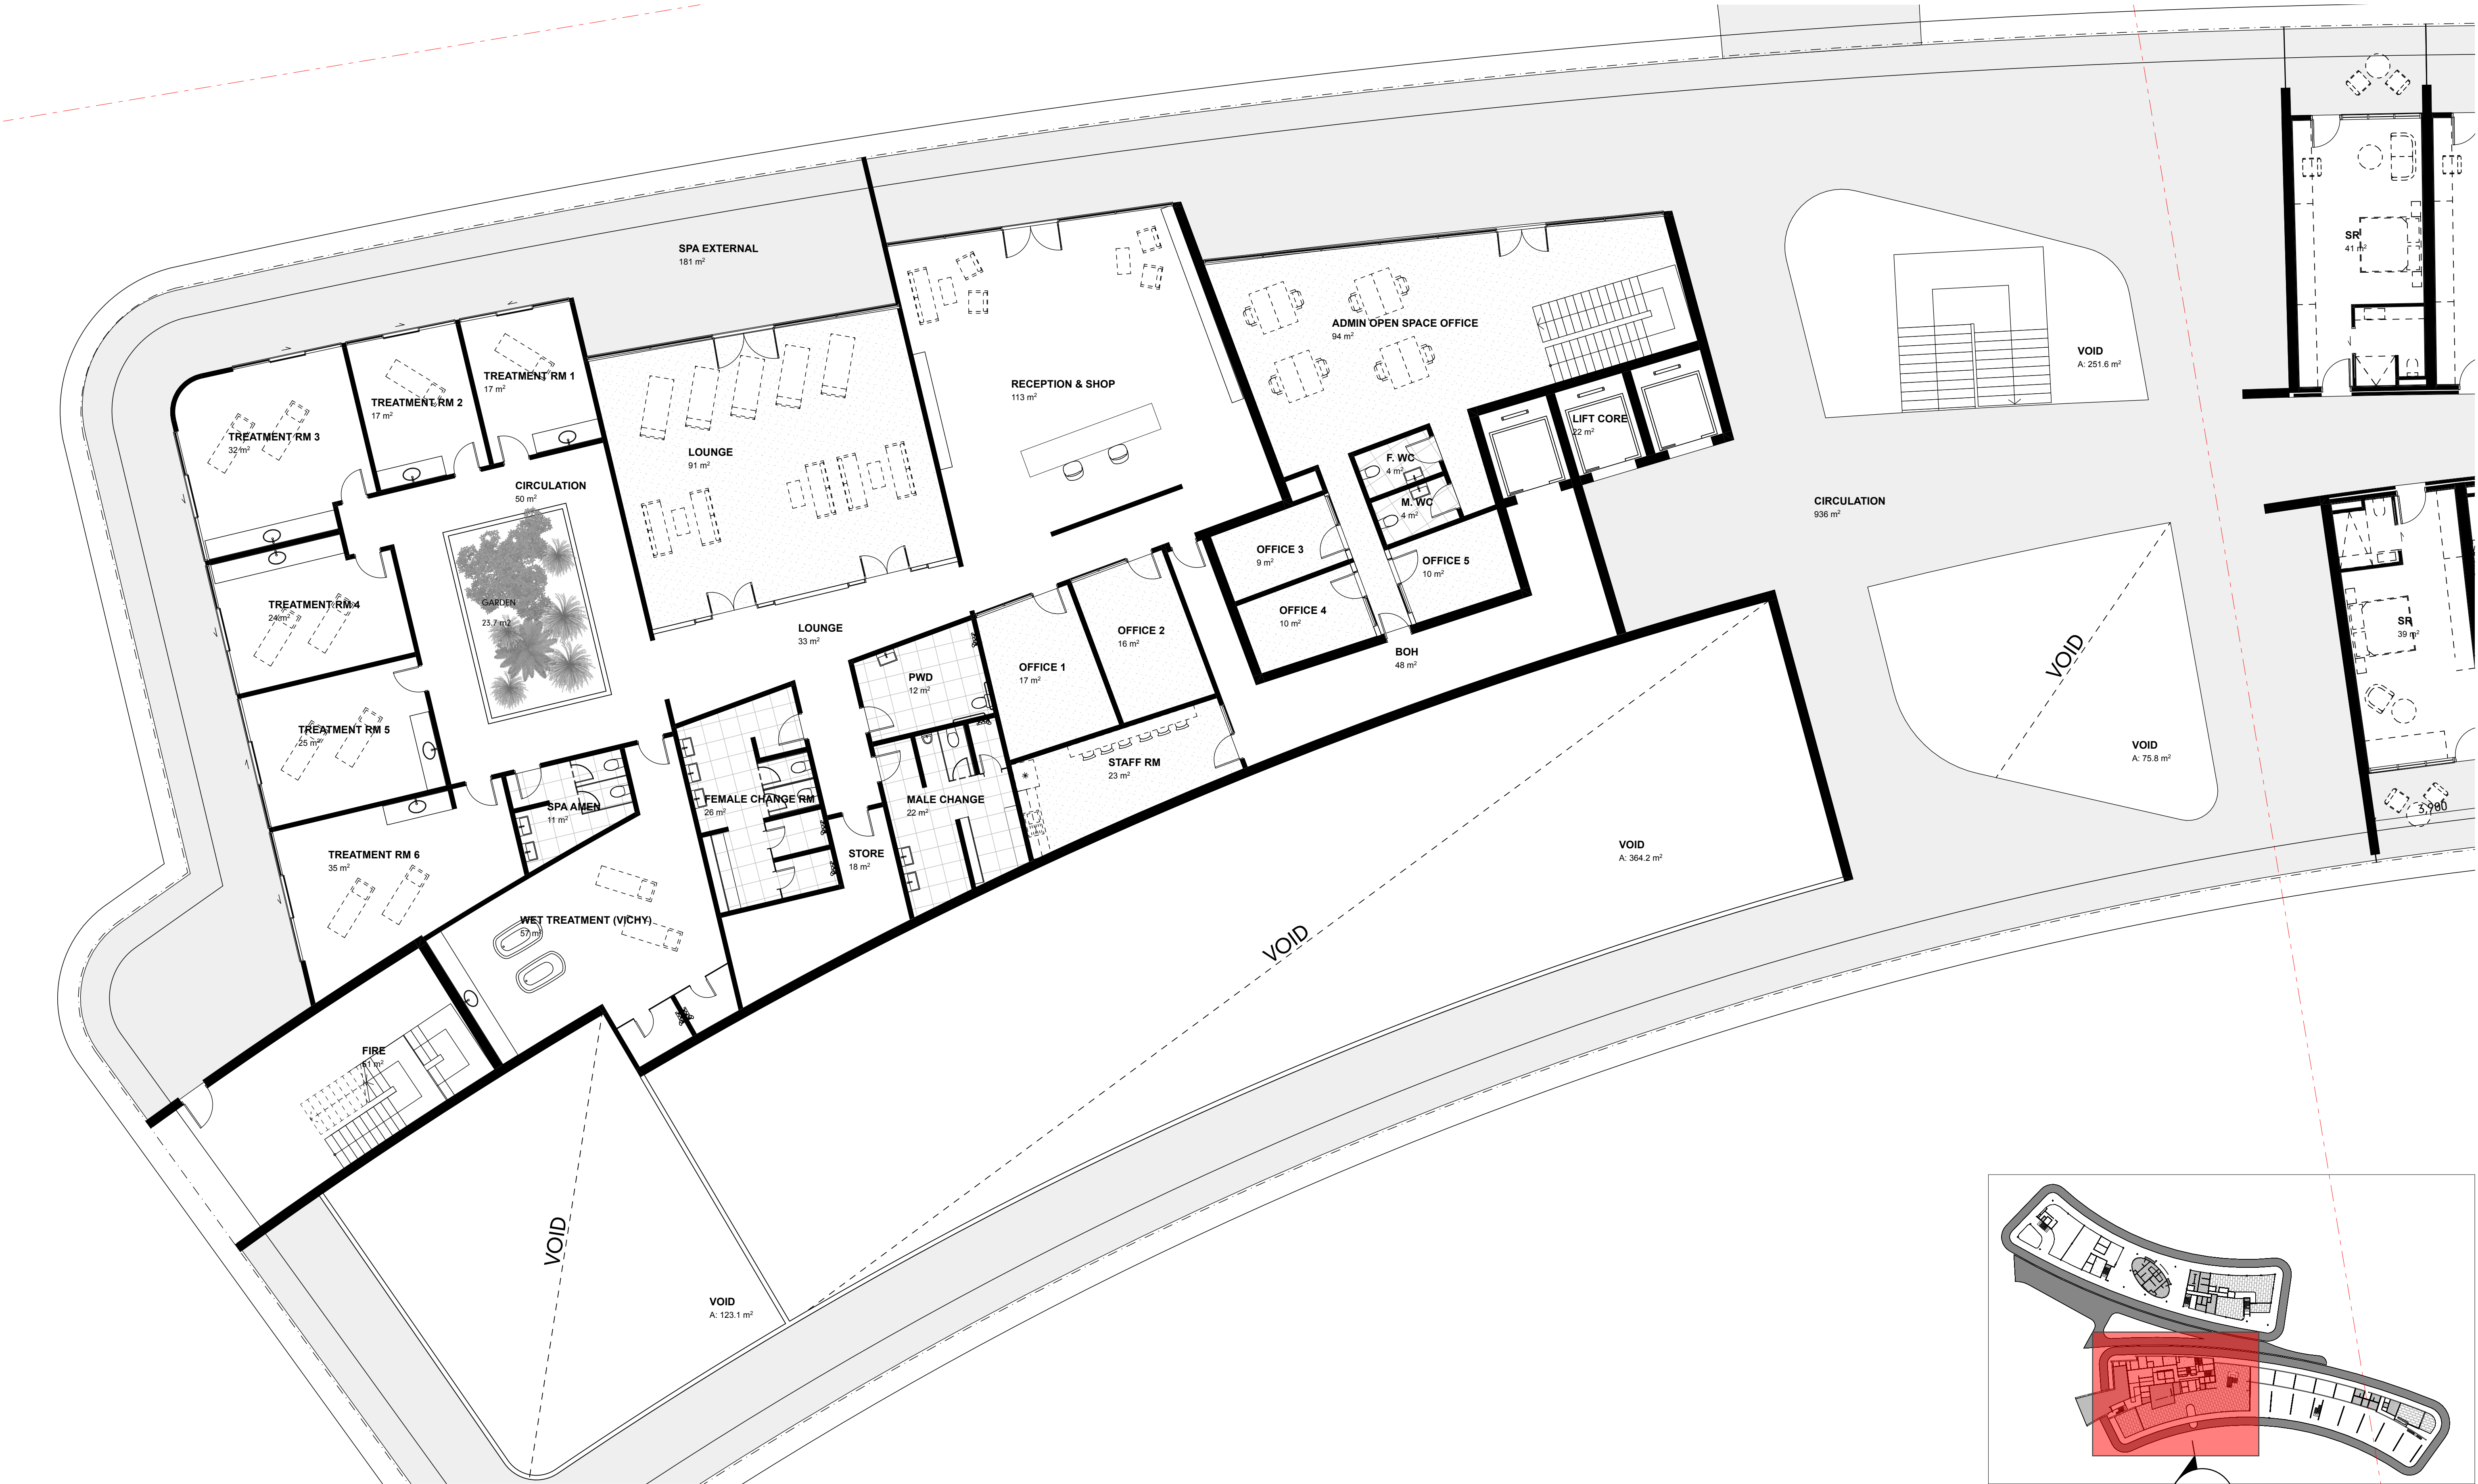 SPA EXTERNAL
181 m²
SR
41 m²
ADMIN OPEN SPACE OFFICE
94 m²
VOID
A: 251.6 m²
TREATMENT RM 1
17 m²
RECEPTION & SHOP
113 m²
TREATMENT RM 2
17 m²
LIFT CORE
22 m²
TREATMENT RM 3
32 m²
LOUNGE
91 m²
F. WC
4 m²
CIRCULATION
50 m²
M. WC
4 m²
CIRCULATION
936 m²
OFFICE 3
9 m²
OFFICE 5
10 m²
GARDEN
23.7 m2
TREATMENT RM 4
24 m²
OFFICE 4
10 m²
LOUNGE
33 m²
OFFICE 2
16 m²
SR
39 m²
BOH
48 m²
VOID
OFFICE 1
17 m²
PWD
12 m²
TREATMENT RM 5
25 m²
VOID
A: 75.8 m²
STAFF RM
23 m²
SPA AMEN
11 m²
FEMALE CHANGE RM
26 m²
MALE CHANGE
22 m²
3,980
VOID
A: 364.2 m²
TREATMENT RM 6
35 m²
STORE
18 m²
WET TREATMENT (VICHY)
57 m²
VOID
FIRE
51 m²
VOID
VOID
A: 123.1 m²